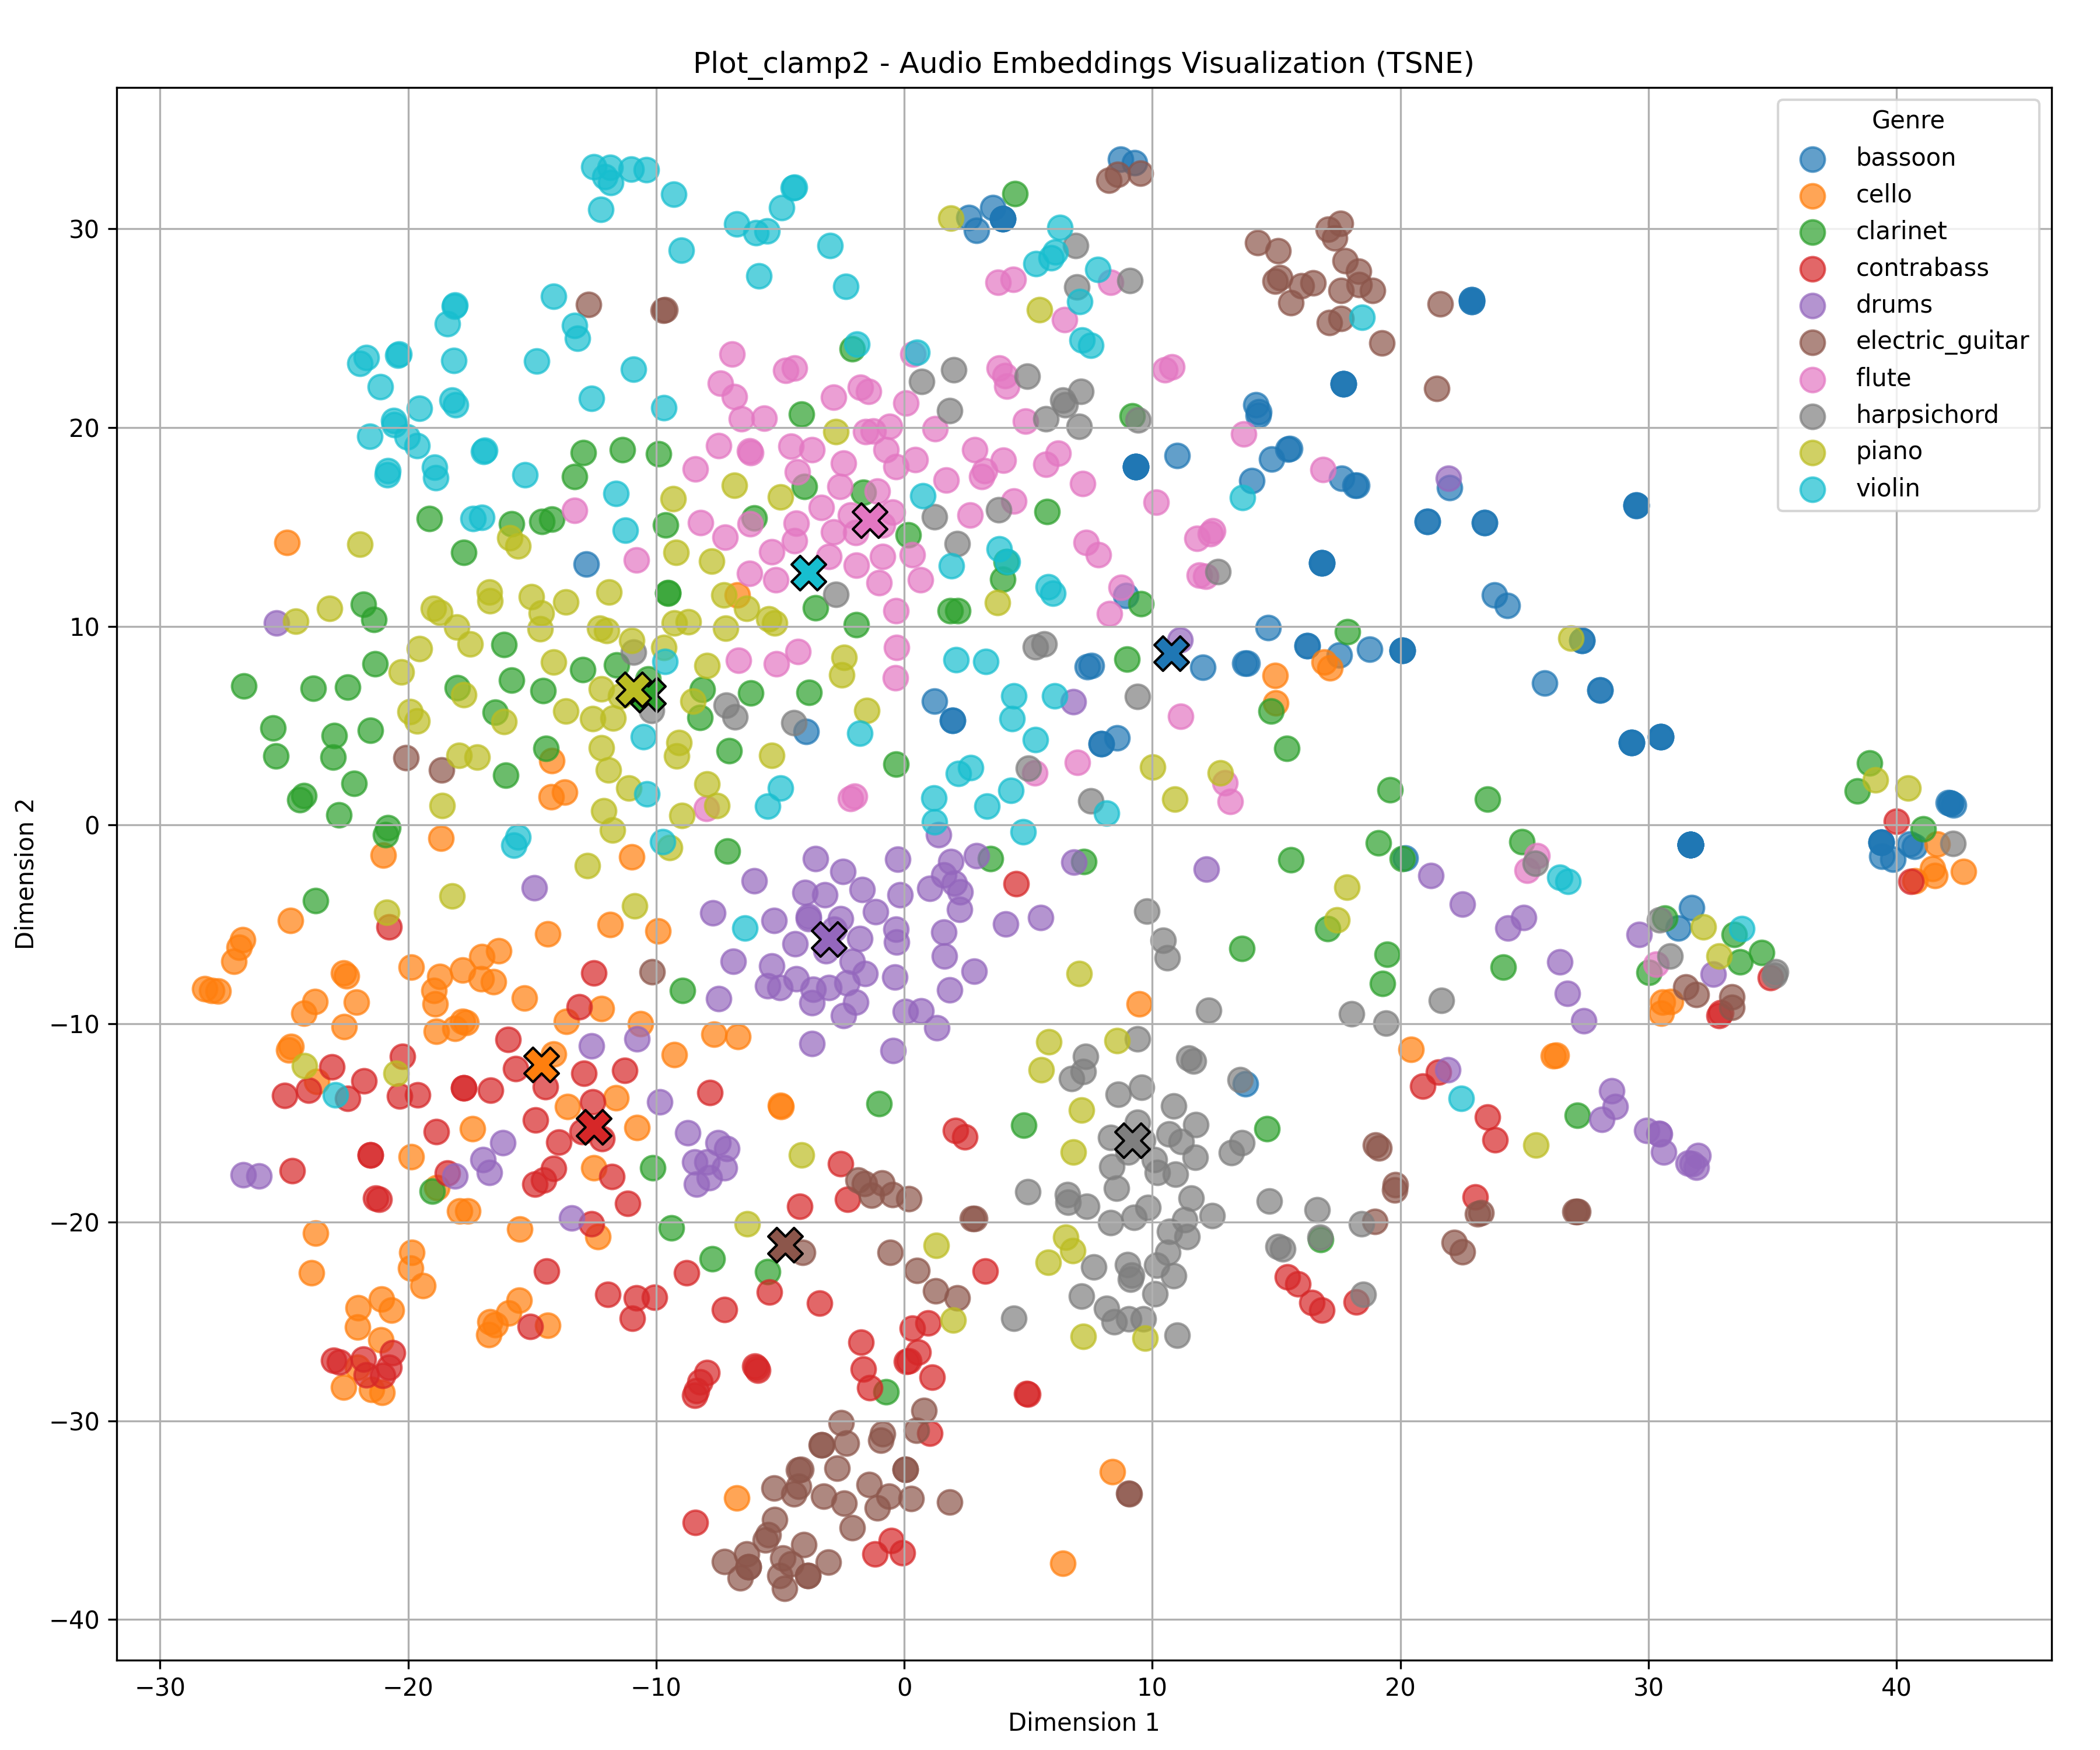 Plot_clamp2 - Audio Embeddings Visualization (TSNE)
Genre
bassoon
cello
clarinet
contrabass
drums
electric_guitar
flute
harpsichord
piano
violin
30
20
10
0
−10
−20
−30
−40
Dimension 2
−30
−20
−10
0
10
20
30
40
Dimension 1